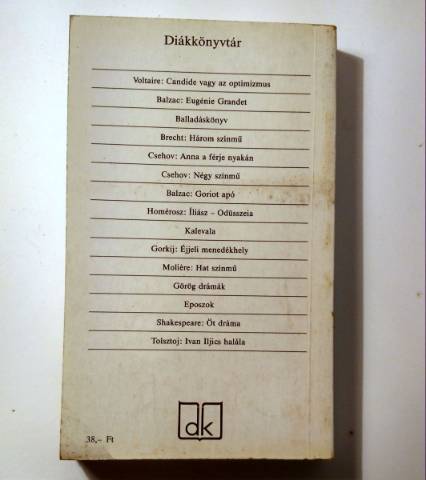 Diákkönyvtár
Voltaire: Candide vagy az optimizmus
Balzac: Eugénie Grandet
Balladáskönyv
Brecht: Három színmű
Csehov: Anna a férje nyakán
Csehov: Négy színmű
Balzac: Goriot apó
Homérosz: Íliász – Odüsszeia
Kalevala
Gorkij: Éjjeli menedékhely
Molière: Hat színmű
Görög drámák
Eposzok
Shakespeare: Öt dráma
Tolsztoj: Ivan Iljics halála
dk
38,– Ft